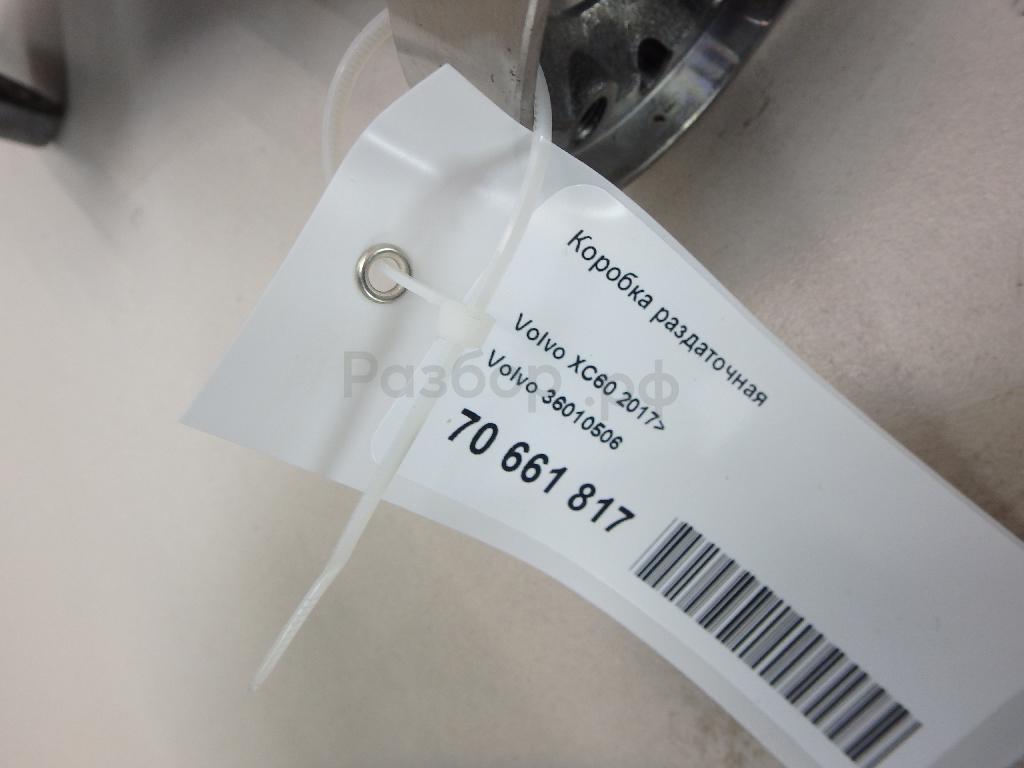 Коробка раздаточная
Volvo XC60 2017>
Volvo 36010506
70 661 817
Разбор.рф